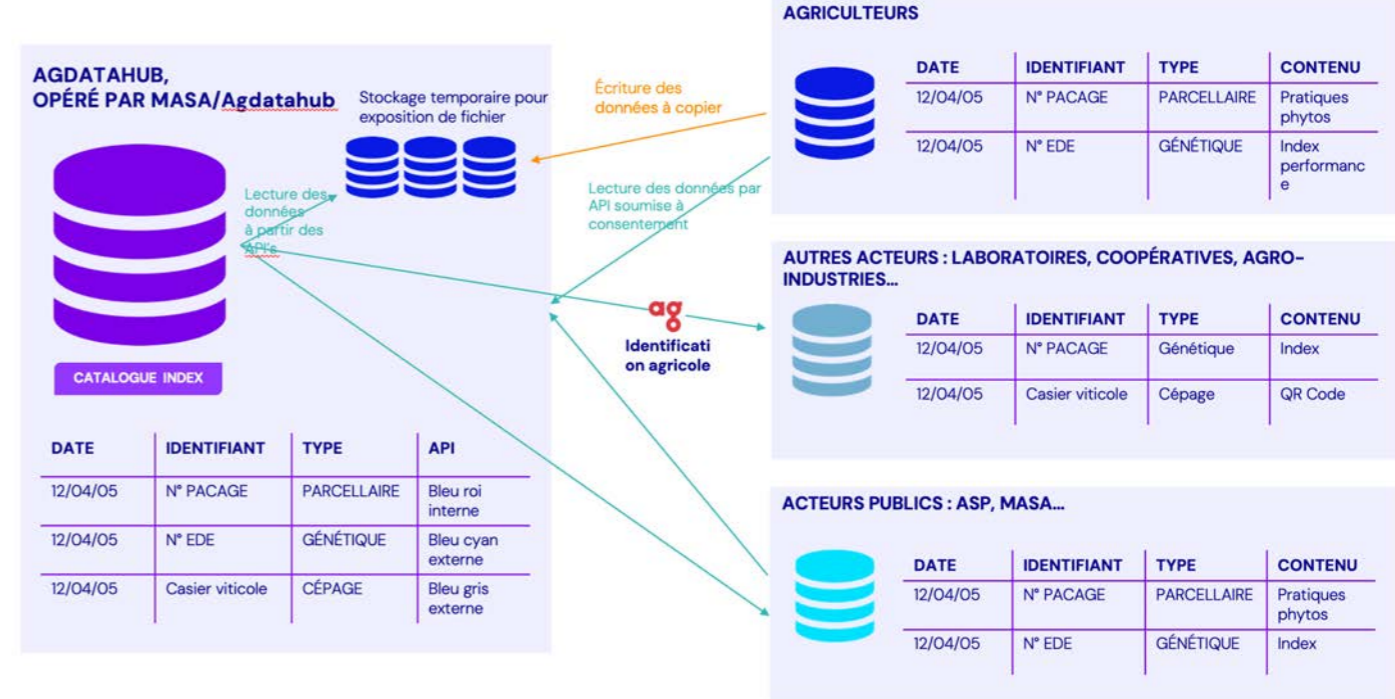 AGDATAHUB,
OPÉRÉ PAR MASA/Agdatahub
Stockage temporaire pour
exposition de fichier
Lecture des
données
à partir des
API's
CATALOGUE INDEX
DATE IDENTIFIANT TYPE API
12/04/05 N° PACAGE PARCELLAIRE Bleu roi
interne
12/04/05 N° EDE GÉNÉTIQUE Bleu cyan
externe
12/04/05 Casier viticole CÉPAGE Bleu gris
externe
Écriture des
données à copier
Lecture des données par
API soumise à
consentement
ag
Identificati
on agricole
AGRICULTEURS
DATE IDENTIFIANT TYPE CONTENU
12/04/05 N° PACAGE PARCELLAIRE Pratiques
phytos
12/04/05 N° EDE GÉNÉTIQUE Index
performanc
e
AUTRES ACTEURS : LABORATOIRES, COOPÉRATIVES, AGRO-
INDUSTRIES…
DATE IDENTIFIANT TYPE CONTENU
12/04/05 N° PACAGE Génétique Index
12/04/05 Casier viticole Cépage QR Code
ACTEURS PUBLICS : ASP, MASA…
DATE IDENTIFIANT TYPE CONTENU
12/04/05 N° PACAGE PARCELLAIRE Pratiques
phytos
12/04/05 N° EDE GÉNÉTIQUE Index